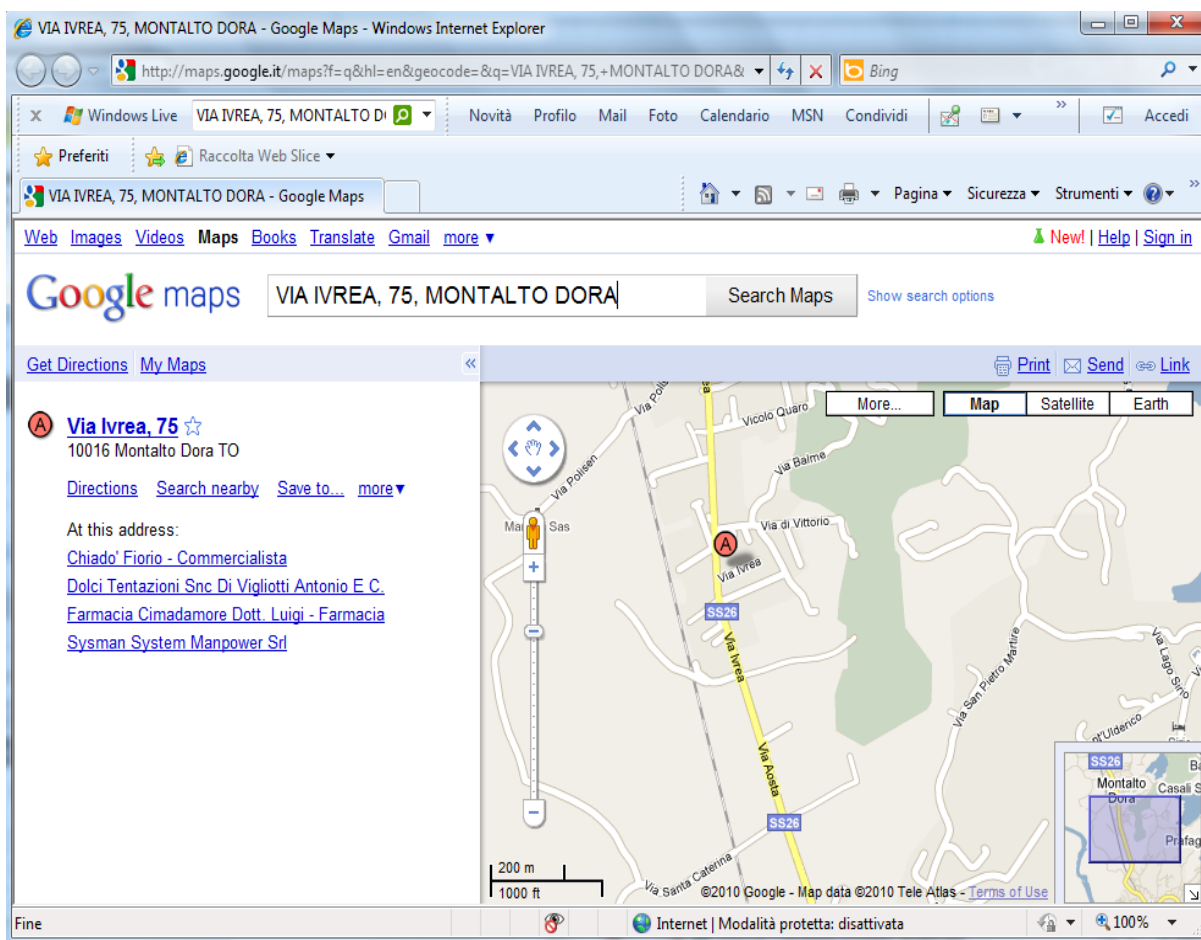 VIA IVREA, 75, MONTALTO DORA - Google Maps - Windows Internet Explorer
http://maps.google.it/maps?f=q&hl=en&geocode=&q=VIA IVREA, 75,+MONTALTO DORA& Bing
x Windows Live VIA IVREA, 75, MONTALTO D Novità Profilo Mail Foto Calendario MSN Condividi » Accedi
Preferiti Raccolta Web Slice
VIA IVREA, 75, MONTALTO DORA - Google Maps Pagina Sicurezza Strumenti »
Web Images Videos Maps Books Translate Gmail more ▼ New! | Help | Sign in
Google maps VIA IVREA, 75, MONTALTO DORA Search Maps Show search options
Get Directions My Maps « Print Send Link
A Via Ivrea, 75
10016 Montalto Dora TO
Directions Search nearby Save to... more▼
At this address:
Chiado' Fiorio - Commercialista
Dolci Tentazioni Snc Di Vigliotti Antonio E C.
Farmacia Cimadamore Dott. Luigi - Farmacia
Sysman System Manpower Srl
More... Map Satellite Earth
Vicolo Quaro
Via Balme
Via Polisen
Sas
Via di Vittorio
A
Via Ivrea
SS26
Via Ivrea
Via San Pietro Martire
Via Lago Sirio
Via Aosta
SS26
Via Santa Caterina
SS26
Montalto
Dora
Casali S
200 m
1000 ft
©2010 Google - Map data ©2010 Tele Atlas - Terms of Use
Fine Internet | Modalità protetta: disattivata 100%